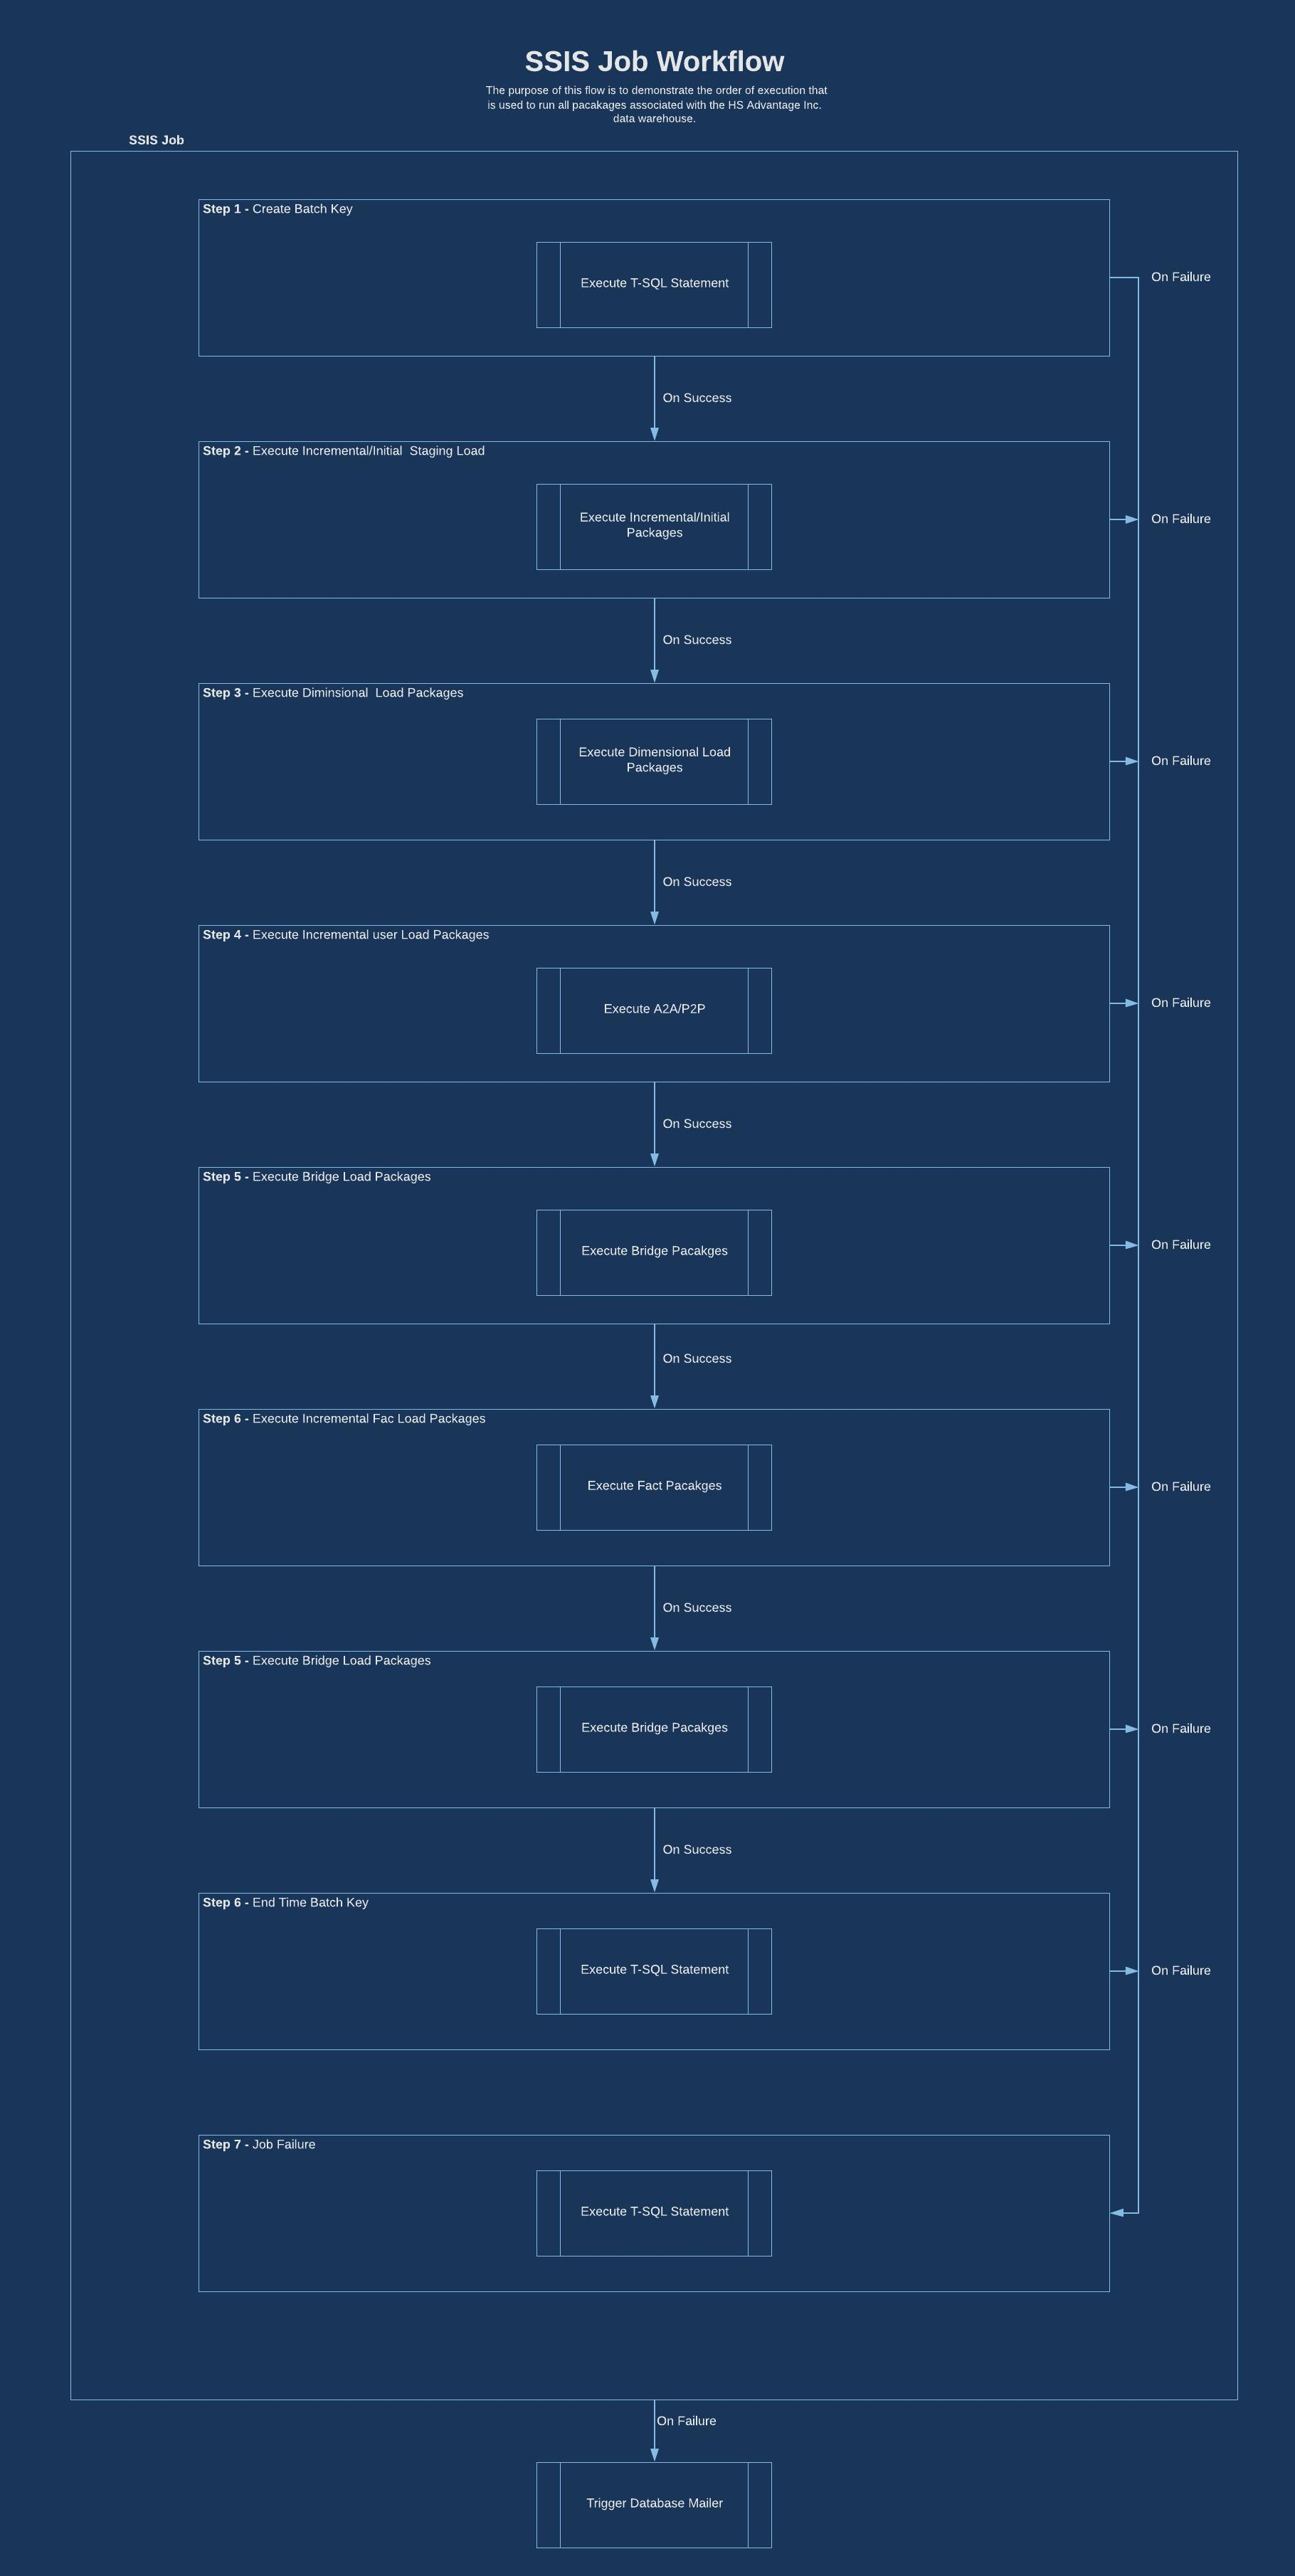 SSIS Job Workflow
The purpose of this flow is to demonstrate the order of execution that
is used to run all pacakages associated with the HS Advantage Inc.
data warehouse.
SSIS Job
Step 1 - Create Batch Key
Execute T-SQL Statement
On Failure
On Success
Step 2 - Execute Incremental/Initial  Staging Load
Execute Incremental/Initial
Packages
On Failure
On Success
Step 3 - Execute Diminsional  Load Packages
Execute Dimensional Load
Packages
On Failure
On Success
Step 4 - Execute Incremental user Load Packages
Execute A2A/P2P
On Failure
On Success
Step 5 - Execute Bridge Load Packages
Execute Bridge Pacakges
On Failure
On Success
Step 6 - Execute Incremental Fac Load Packages
Execute Fact Pacakges
On Failure
On Success
Step 5 - Execute Bridge Load Packages
Execute Bridge Pacakges
On Failure
On Success
Step 6 - End Time Batch Key
Execute T-SQL Statement
On Failure
Step 7 - Job Failure
Execute T-SQL Statement
On Failure
Trigger Database Mailer